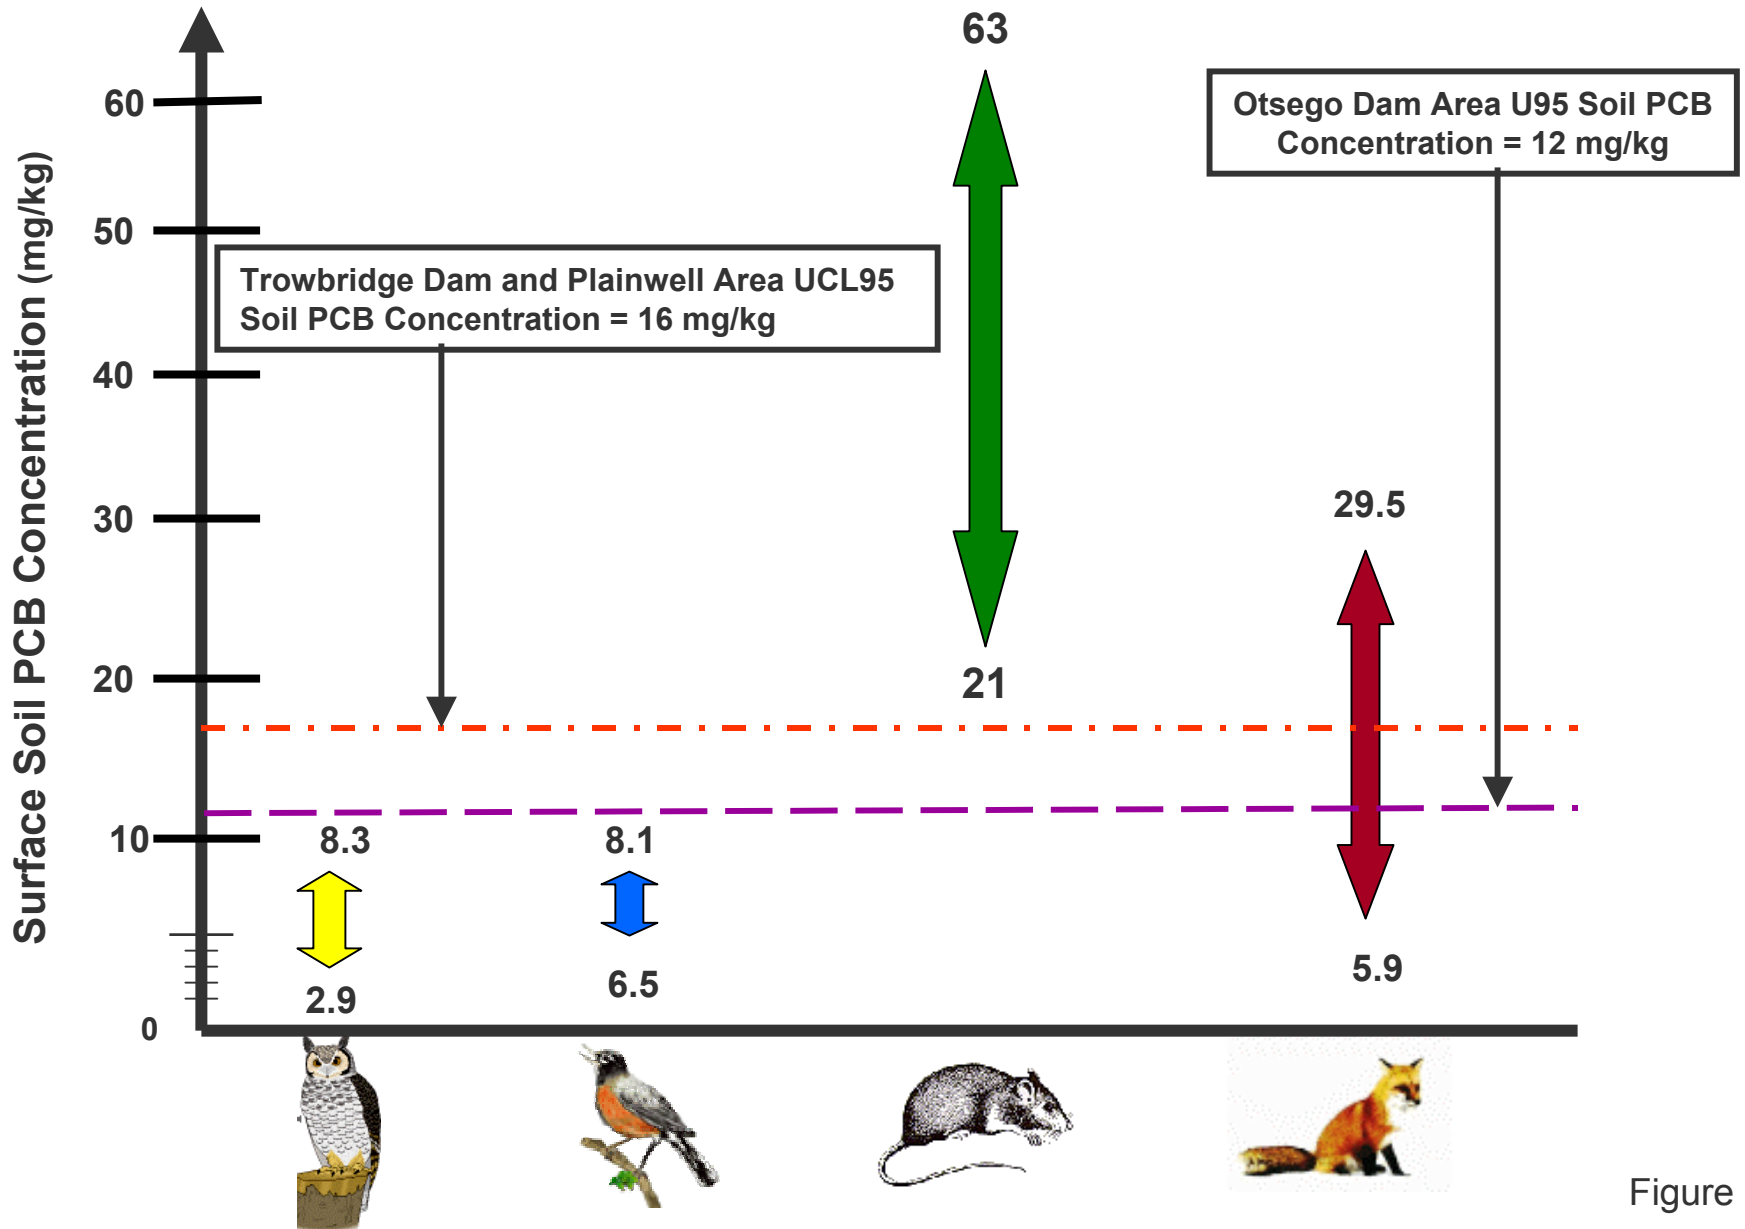 63
60
Otsego Dam Area U95 Soil PCB
Concentration = 12 mg/kg
50
Trowbridge Dam and Plainwell Area UCL95
Soil PCB Concentration = 16 mg/kg
40
30
29.5
20
21
10
8.3
8.1
2.9
6.5
5.9
0
Surface Soil PCB Concentration (mg/kg)
Figure